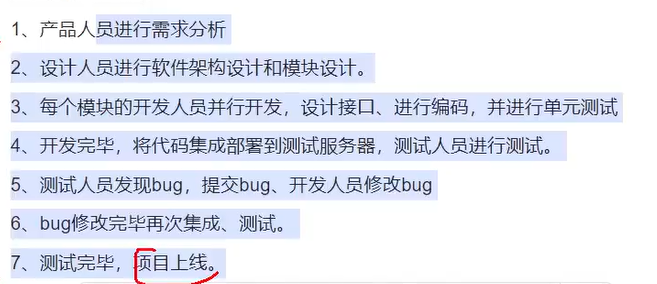 1、产品人员进行需求分析
2、设计人员进行软件架构设计和模块设计。
3、每个模块的开发人员并行开发，设计接口、进行编码，并进行单元测试
4、开发完毕，将代码集成部署到测试服务器，测试人员进行测试。
5、测试人员发现bug，提交bug、开发人员修改bug
6、bug修改完毕再次集成、测试。
7、测试完毕，项目上线。